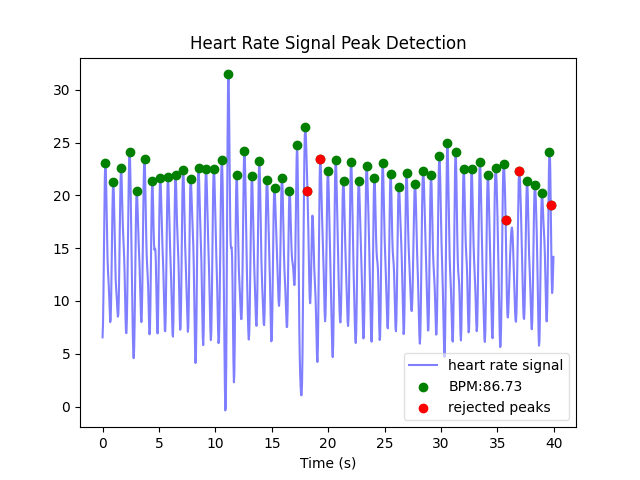 Heart Rate Signal Peak Detection
30
25
20
15
10
5
0
heart rate signal
BPM:86.73
rejected peaks
0 5 10 15 20 25 30 35 40
Time (s)